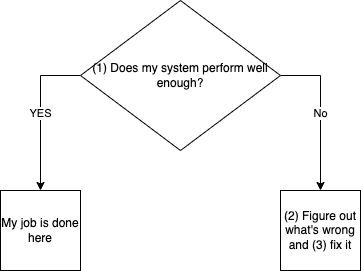 (1) Does my system perform well
enough?
YES
No
My job is done
here
(2) Figure out
what's wrong
and (3) fix it